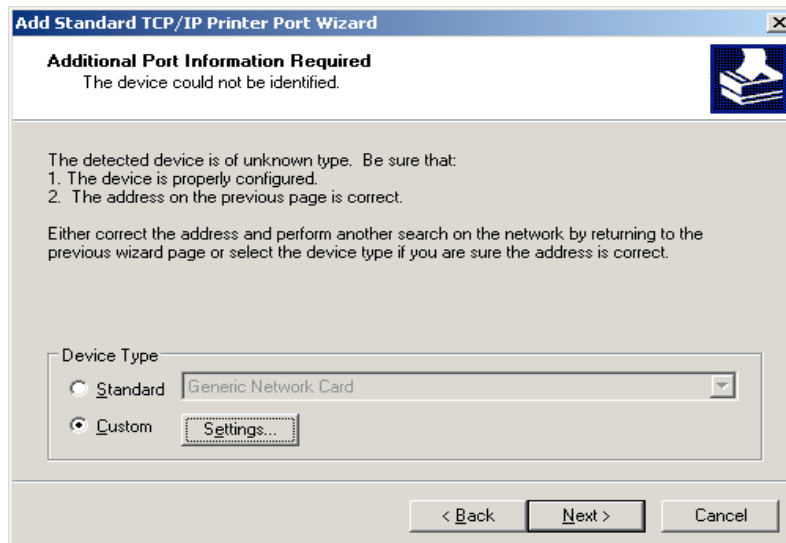 Add Standard TCP/IP Printer Port Wizard
Additional Port Information Required
The device could not be identified.
The detected device is of unknown type. Be sure that:
1. The device is properly configured.
2. The address on the previous page is correct.
Either correct the address and perform another search on the network by returning to the
previous wizard page or select the device type if you are sure the address is correct.
Device Type
Standard Generic Network Card
Custom Settings...
< Back Next > Cancel